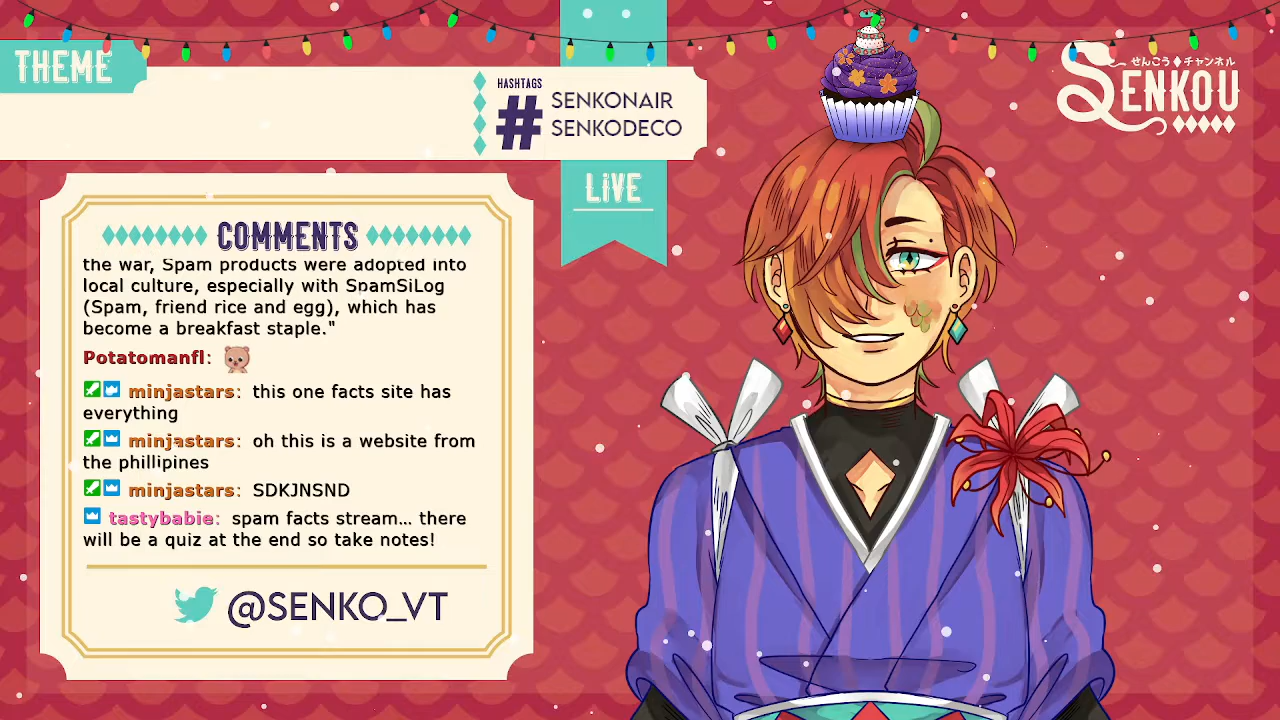 THEME
HASHTAGS
#
SENKONAIR
SENKODECO
せんこう♦チャンネル
SENKOU
LIVE
COMMENTS
the war, Spam products were adopted into
local culture, especially with SpamSiLog
(Spam, friend rice and egg), which has
become a breakfast staple."
Potatomanfl:
minjastars: this one facts site has
everything
minjastars: oh this is a website from
the phillipines
minjastars: SDKJNSND
tastybabie: spam facts stream... there
will be a quiz at the end so take notes!
@SENKO_VT